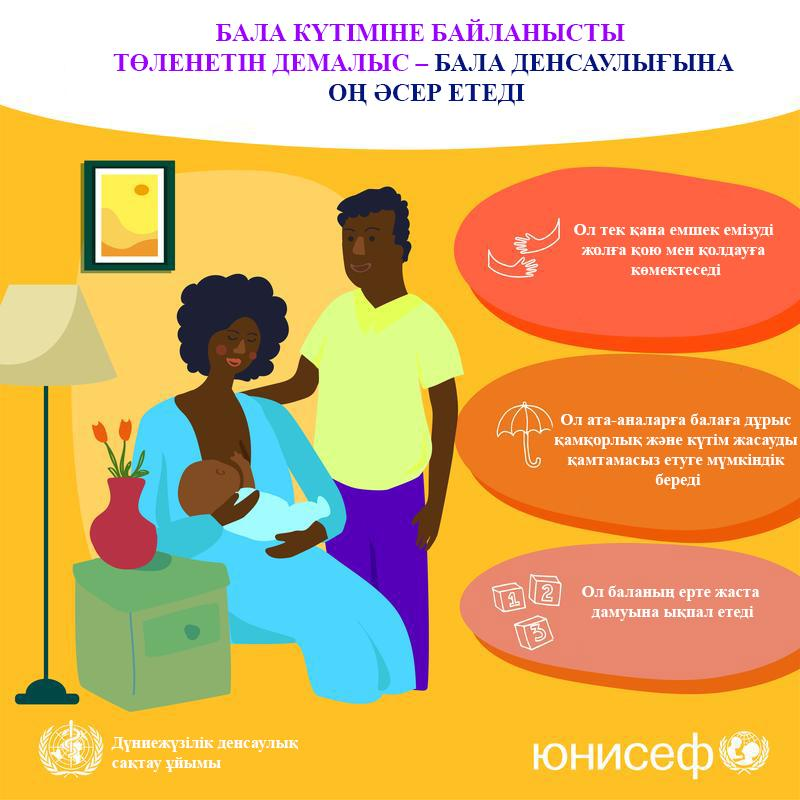 БАЛА КҮТІМІНЕ БАЙЛАНЫСТЫ
ТӨЛЕНЕТІН ДЕМАЛЫС – БАЛА ДЕНСАУЛЫҒЫНА
ОҢ ӘСЕР ЕТЕДІ
Ол тек қана емшек емізуді
жолға қою мен қолдауға
көмектеседі
Ол ата-аналарға балаға дұрыс
қамқорлық және күтім жасауды
қамтамасыз етуге мүмкіндік
береді
1 2
3
Ол баланың ерте жаста
дамуына ықпал етеді
Дүниежүзілік денсаулық
сақтау ұйымы
ЮНИСЕФ